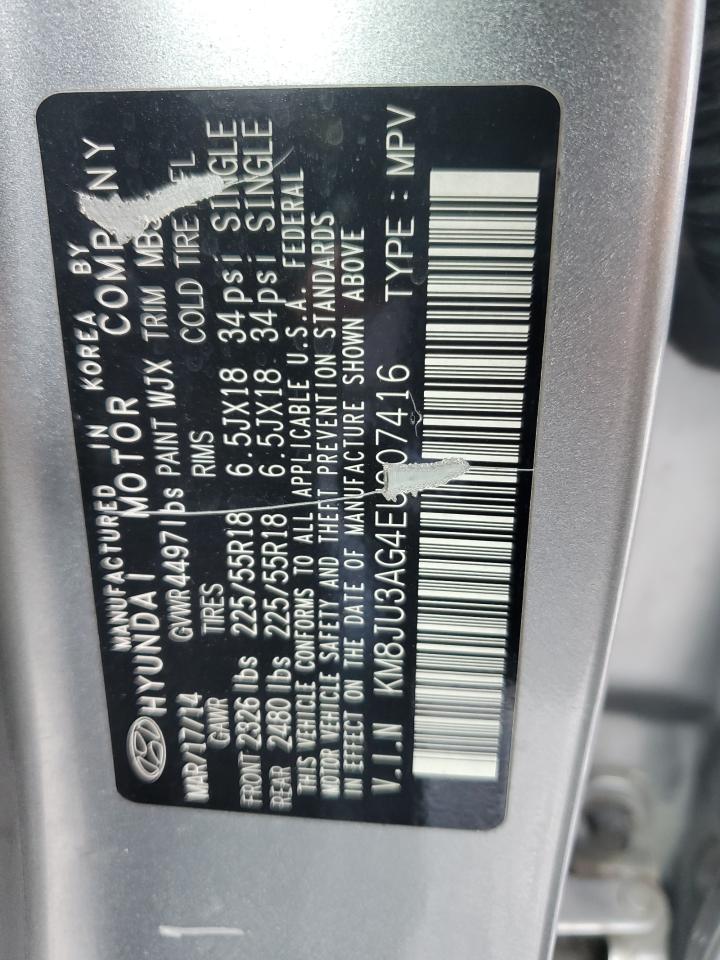 MANUFACTURED IN KOREA BY
HYUNDAI MOTOR COMPANY
MAR/17/14 GVWR 4497lbs PAINT WJX TRIM
GAWR TIRES RIMS COLD TIRE
FRONT 2326 lbs 225/55R18 6.5JX18 34psi SINGLE
REAR 2480 lbs 225/55R18 6.5JX18 34psi SINGLE
THIS VEHICLE CONFORMS TO ALL APPLICABLE U.S.A. FEDERAL
MOTOR VEHICLE SAFETY AND THEFT PREVENTION STANDARDS
IN EFFECT ON THE DATE OF MANUFACTURE SHOWN ABOVE
V.I.N TYPE : MPV